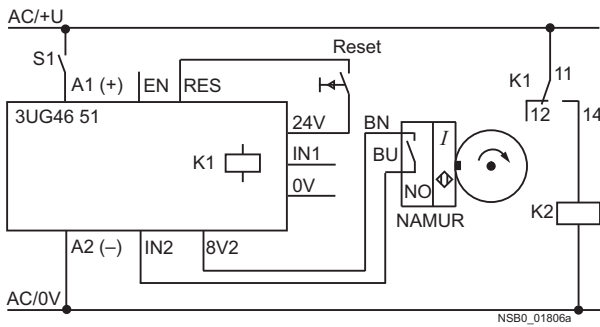 AC/+U
Reset
S1
A1 (+)
EN
RES
K1
11
12
14
3UG46 51
24V
BN
I
K1
IN1
BU
0V
NO
NAMUR
K2
A2 (–)
IN2
8V2
AC/0V
NSB0_01806a